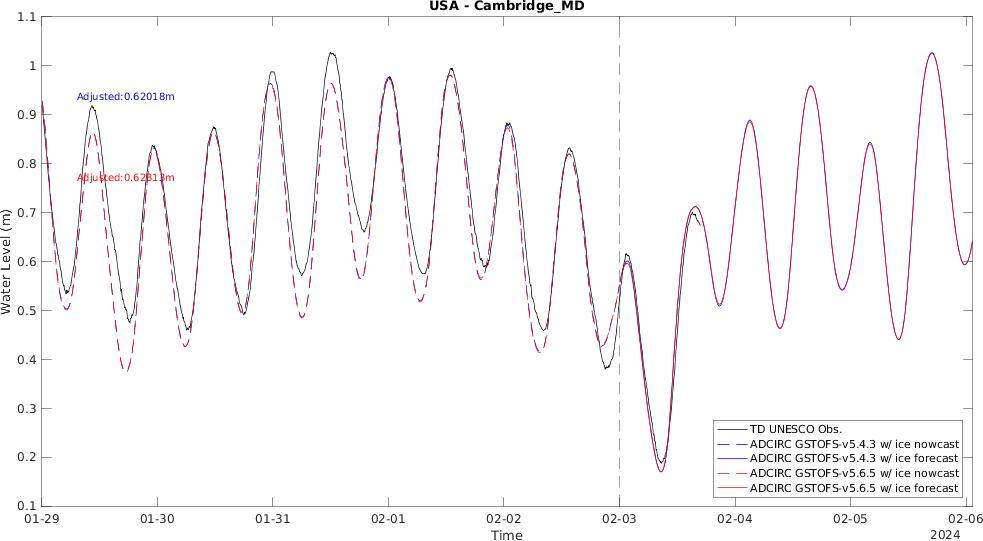 USA - Cambridge_MD
1.1
1
0.9
0.8
0.7
0.6
0.5
0.4
0.3
0.2
0.1
Water Level (m)
Adjusted:0.62018m
Adjusted:0.62813m
TD UNESCO Obs.
ADCIRC GSTOFS-v5.4.3 w/ ice nowcast
ADCIRC GSTOFS-v5.4.3 w/ ice forecast
ADCIRC GSTOFS-v5.6.5 w/ ice nowcast
ADCIRC GSTOFS-v5.6.5 w/ ice forecast
01-29 01-30 01-31 02-01 02-02 02-03 02-04 02-05 02-06
Time
2024